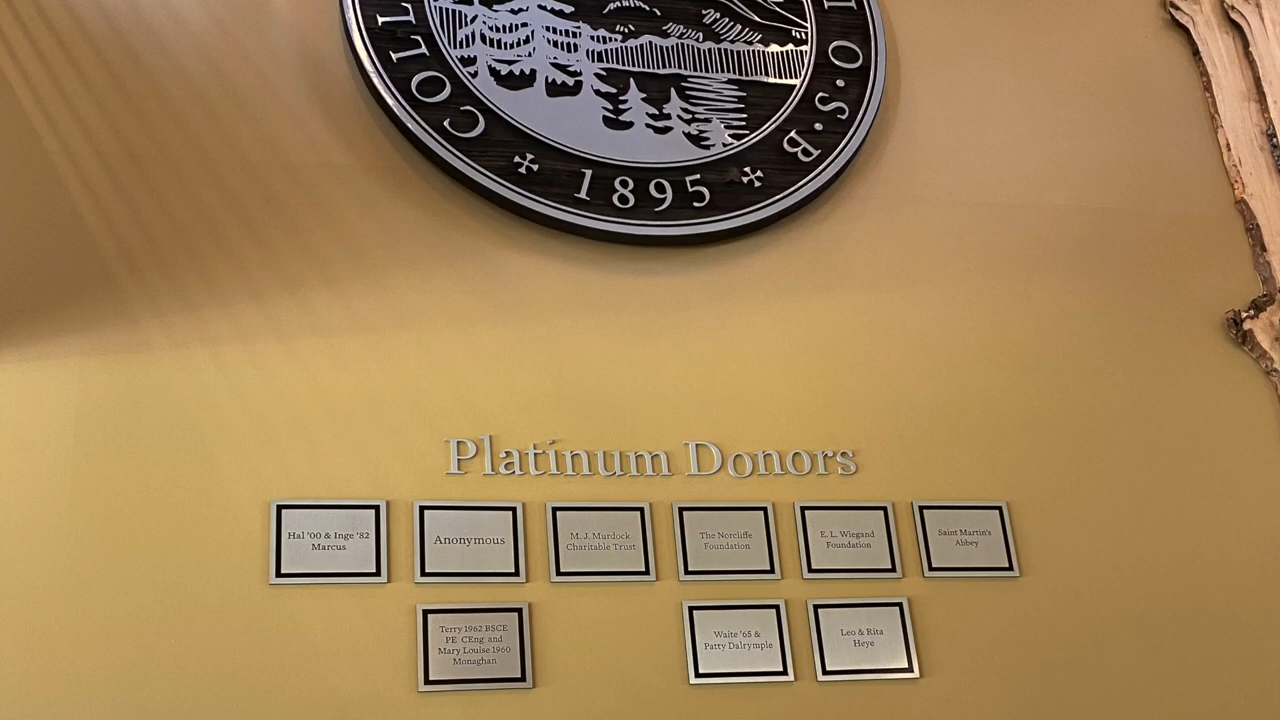 COLL
1895
O·S·B
Platinum Donors
Hal '00 & Inge '82
Marcus
Anonymous
M. J. Murdock
Charitable Trust
The Norcliffe
Foundation
E. L. Wiegand
Foundation
Saint Martin's
Abbey
Terry 1962 BSCE
PE CEng and
Mary Louise 1960
Monaghan
Waite '65 &
Patty Dalrymple
Leo & Rita
Heye